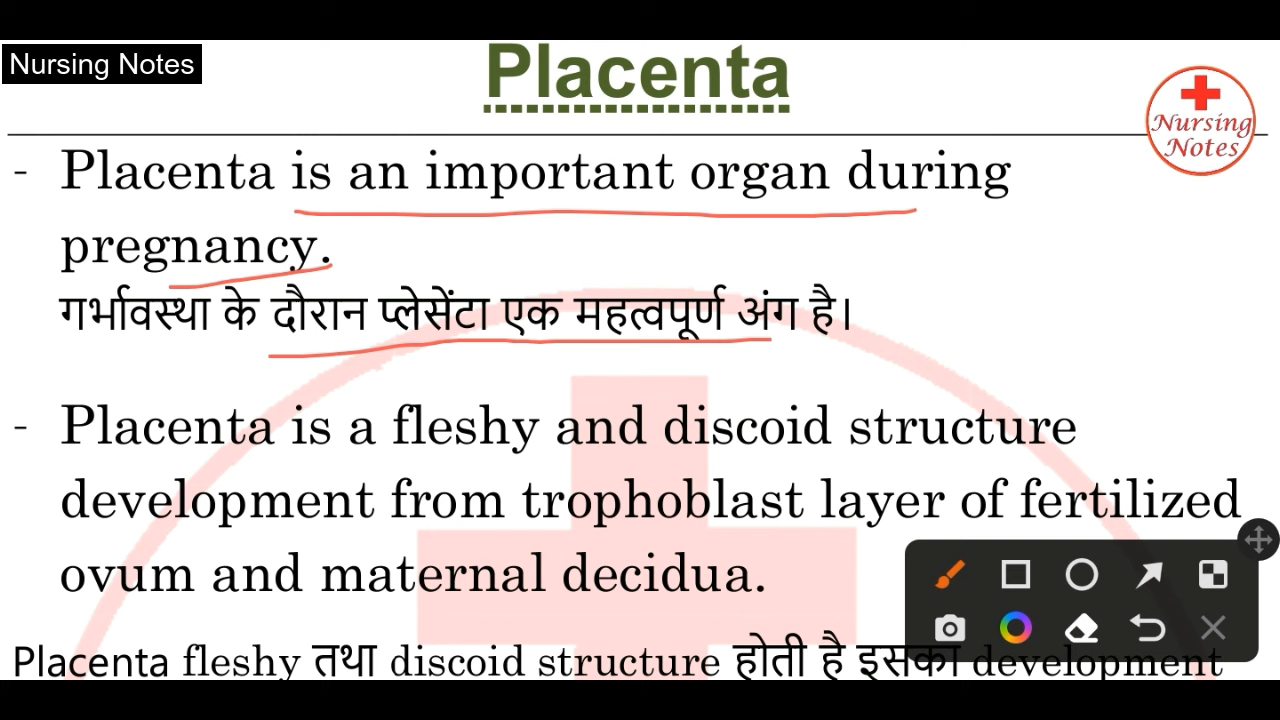 Nursing Notes
Placenta
Nursing
Notes
- Placenta is an important organ during
pregnancy.
गर्भावस्था के दौरान प्लेसेंटा एक महत्वपूर्ण अंग है।
- Placenta is a fleshy and discoid structure
development from trophoblast layer of fertilized
ovum and maternal decidua.
Placenta fleshy तथा discoid structure होती है इसका development